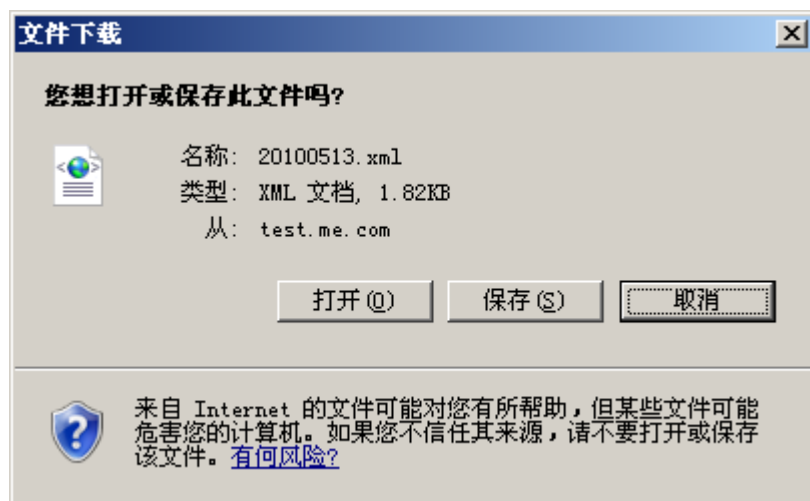 文件下载
您想打开或保存此文件吗?
名称: 20100513.xml
类型: XML 文档, 1.82KB
从: test.me.com
打开(O) 保存(S) 取消
来自 Internet 的文件可能对您有所帮助，但某些文件可能
危害您的计算机。如果您不信任其来源，请不要打开或保存
该文件。有何风险?